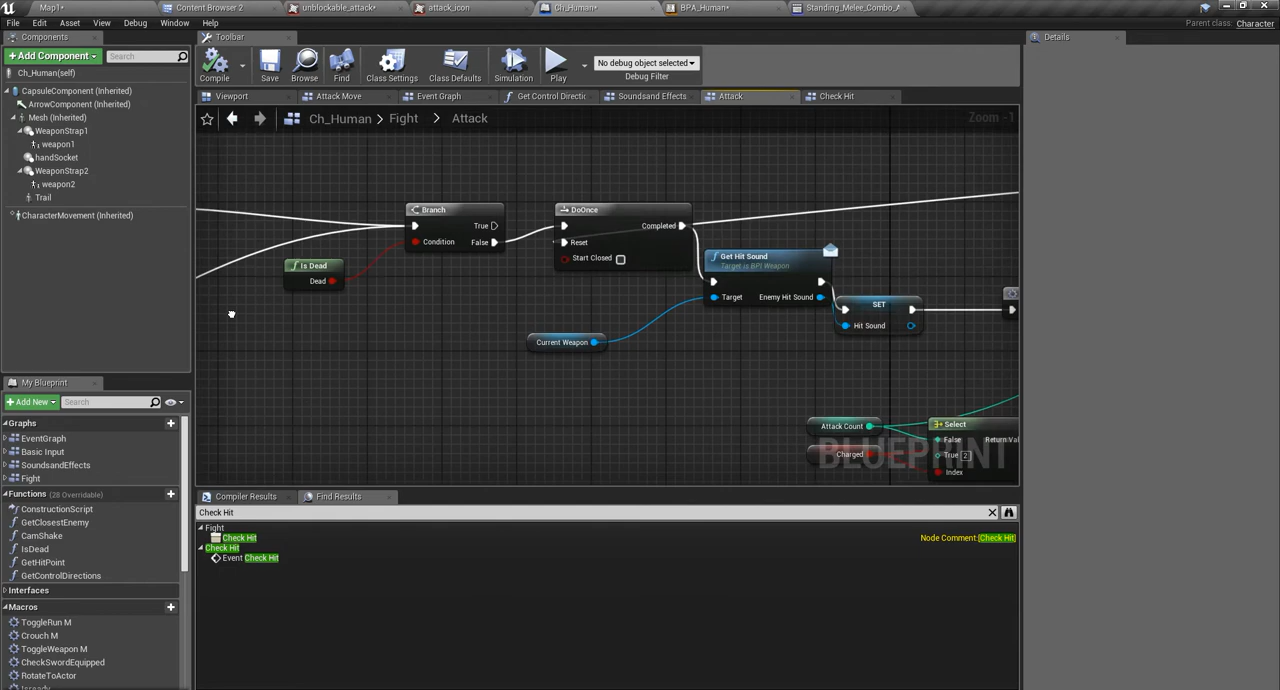 Map1*
Content Browser 2
unblockable_attack*
attack_icon
Ch_Human*
BPA_Human*
Standing_Melee_Combo_A
File Edit Asset View Debug Window Help
Parent class: Character
Components
Toolbar
Details
+Add Component
Search
Compile
Save
Browse
Find
Class Settings
Class Defaults
Simulation
Play
No debug object selected
Debug Filter
Ch_Human(self)
CapsuleComponent (Inherited)
ArrowComponent (Inherited)
Mesh (Inherited)
WeaponStrap1
weapon1
handSocket
WeaponStrap2
weapon2
Trail
CharacterMovement (Inherited)
Viewport
Attack Move
Event Graph
Get Control Directi
Soundsand Effects
Attack
Check Hit
Ch_Human > Fight > Attack
Zoom -1
Branch
True
Condition
False
Is Dead
Dead
DoOnce
Completed
Reset
Start Closed
Get Hit Sound
Target is BPI Weapon
Target
Enemy Hit Sound
SET
Hit Sound
Current Weapon
Attack Count
Charged
Select
False
Return Val
True 2
Index
BLUEPRINT
My Blueprint
+Add New
Search
Graphs
EventGraph
Basic Input
SoundsandEffects
Fight
Functions (28 Overridable)
ConstructionScript
GetClosestEnemy
CamShake
IsDead
GetHitPoint
GetControlDirections
Interfaces
Macros
ToggleRun M
Crouch M
ToggleWeapon M
CheckSwordEquipped
RotateToActor
Isready
Compiler Results
Find Results
Check Hit
Fight
Check Hit
Node Comment:[Check Hit]
Check Hit
Event Check Hit